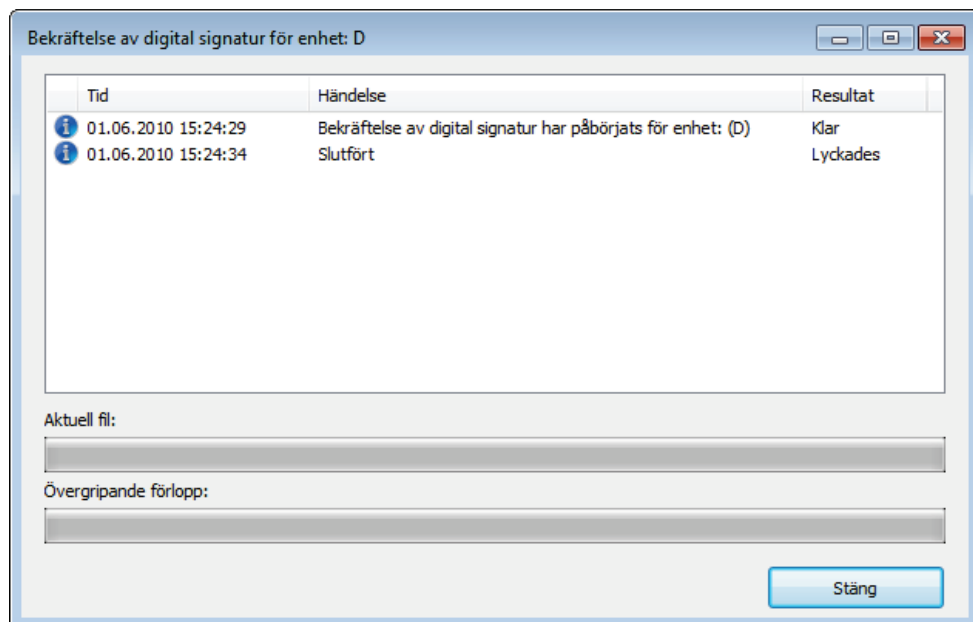 Bekräftelse av digital signatur för enhet: D
Tid Händelse Resultat
01.06.2010 15:24:29 Bekräftelse av digital signatur har påbörjats för enhet: (D) Klar
01.06.2010 15:24:34 Slutfört Lyckades
Aktuell fil:
Övergripande förlopp:
Stäng